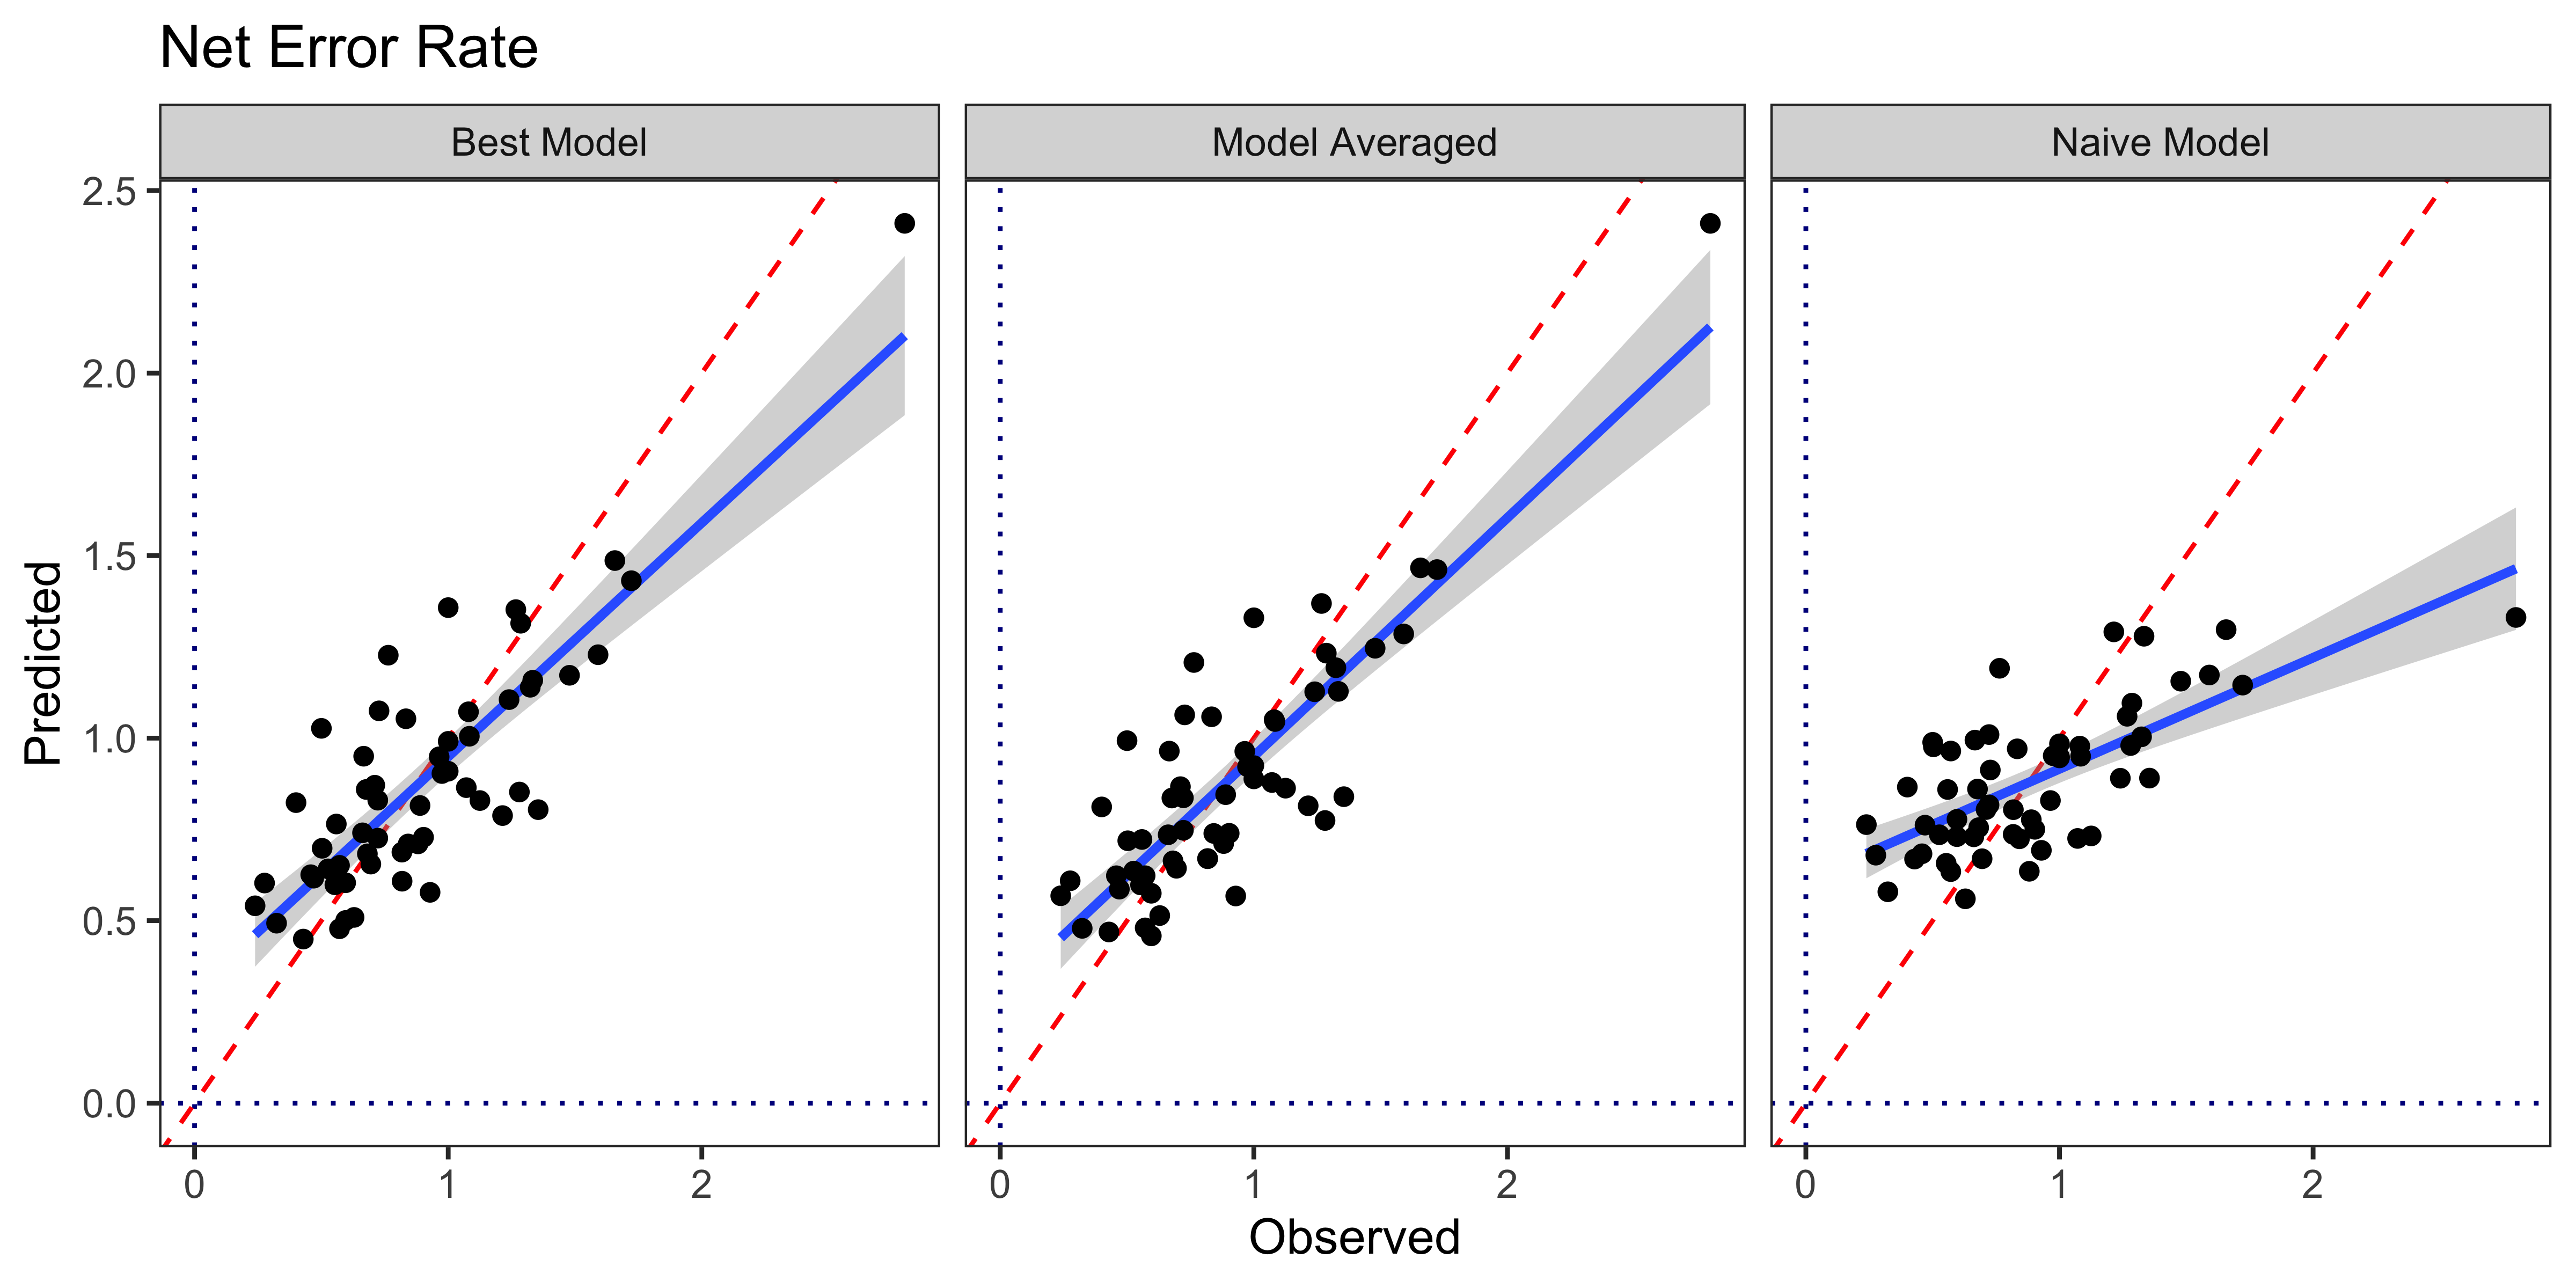 Net Error Rate
Best Model
Model Averaged
Naive Model
2.5
2.0
1.5
1.0
0.5
0.0
Predicted
0 1 2
0 1 2
0 1 2
Observed